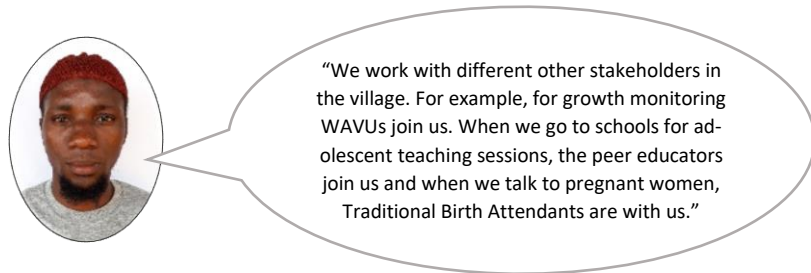 “We work with different other stakeholders in
the village. For example, for growth monitoring
WAVUs join us. When we go to schools for ad-
olescent teaching sessions, the peer educators
join us and when we talk to pregnant women,
Traditional Birth Attendants are with us.”